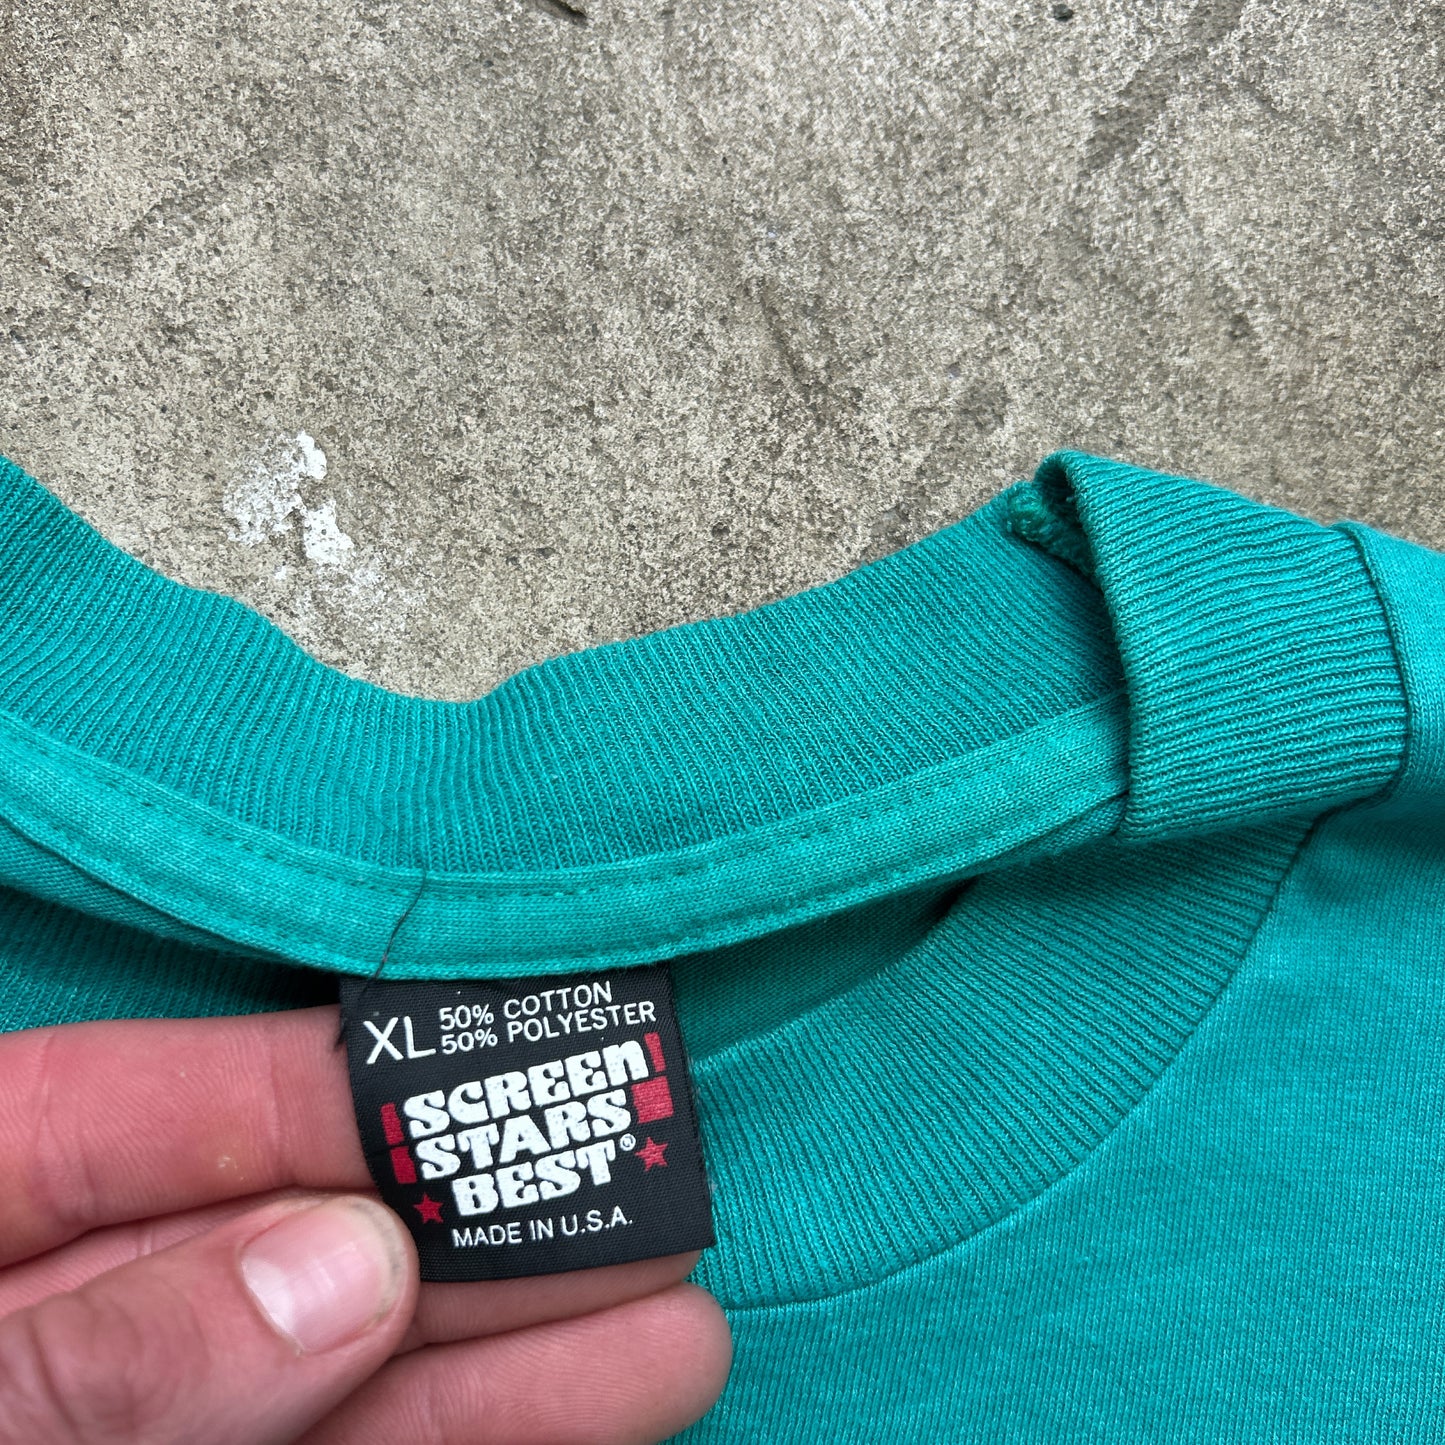 XL 50% COTTON
50% POLYESTER
SCREEN
STARS
BEST®
MADE IN U.S.A.